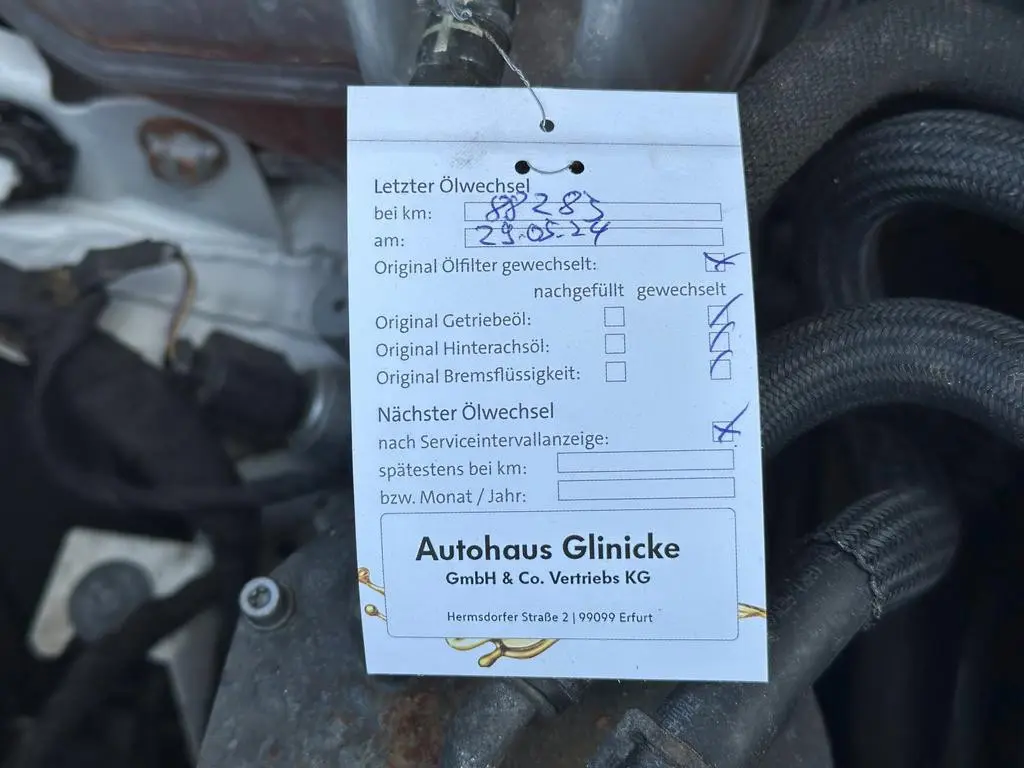 Letzter Ölwechsel
bei km: 88283
am: 29.05.24
Original Ölfilter gewechselt:
nachgefüllt gewechselt
Original Getriebeöl:
Original Hinterachsöl:
Original Bremsflüssigkeit:
Nächster Ölwechsel
nach Serviceintervallanzeige:
spätestens bei km:
bzw. Monat / Jahr:
Autohaus Glinicke
GmbH & Co. Vertriebs KG
Hermsdorfer Straße 2 | 99099 Erfurt